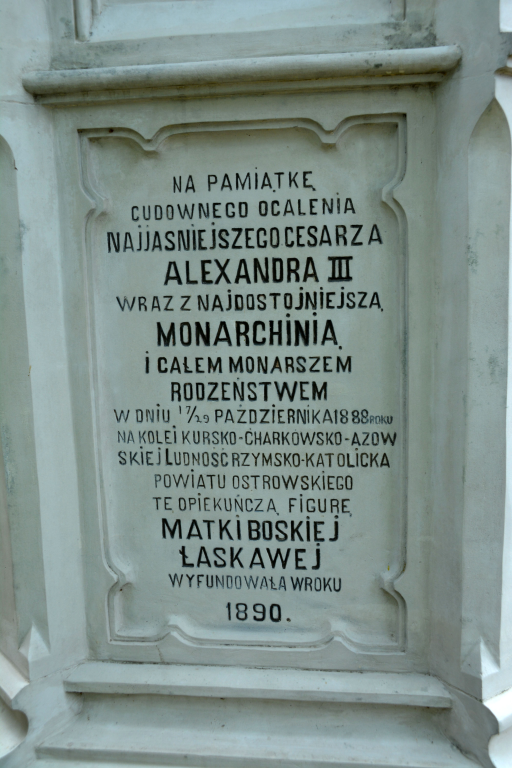 NA PAMIĄTKĘ
CUDOWNEGO OCALENIA
NAJJASNIEJSZEGO CESARZA
ALEXANDRA III
WRAZ Z NAJDOSTOJNIEJSZĄ
MONARCHINIĄ
I CAŁEM MONARSZEM
RODZEŃSTWEM
W DNIU 17/29 PAŹDZIERNIKA 1888 ROKU
NA KOLEI KURSKO-CHARKOWSKO-AZOW
SKIEJ LUDNOŚĆ RZYMSKO-KATOLICKA
POWIATU OSTROWSKIEGO
TĘ OPIEKUŃCZĄ FIGURĘ
MATKI BOSKIEJ
ŁASKAWEJ
WYFUNDOWAŁA W ROKU
1890.